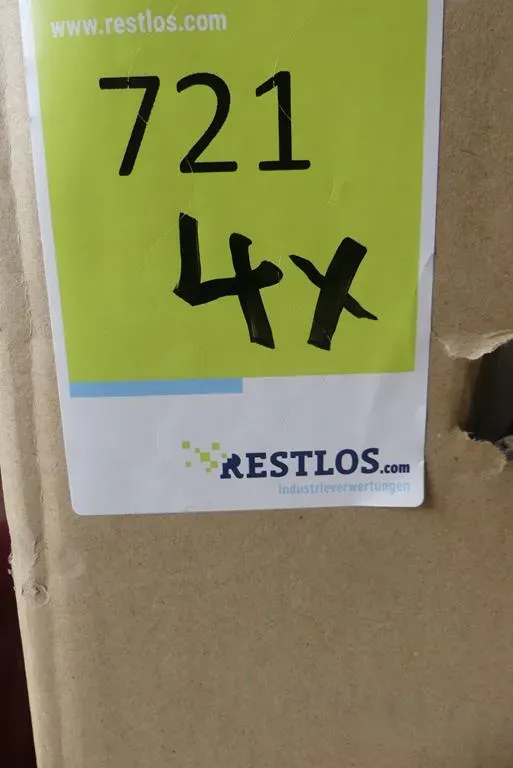 www.restlos.com
721
4x
RESTLOS.com
Industrieverwertungen